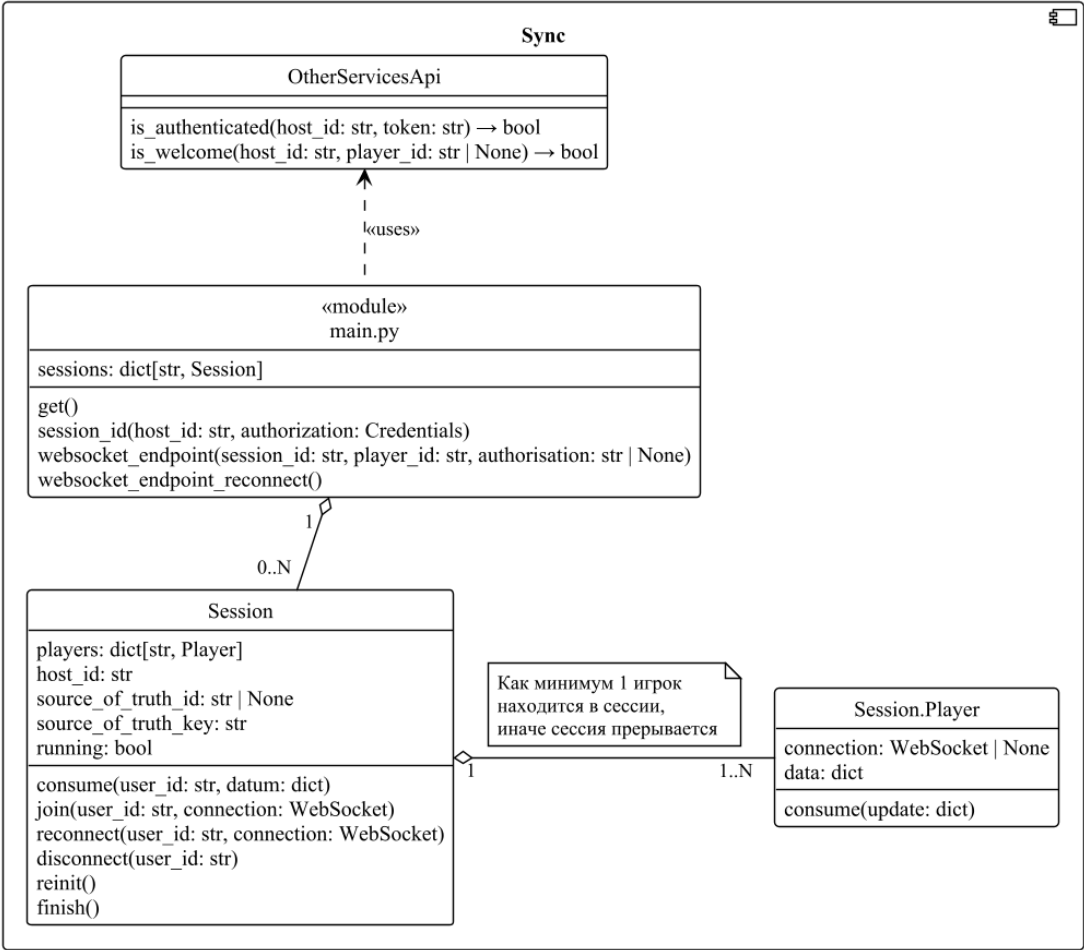 Sync
OtherServicesApi
is_authenticated(host_id: str, token: str) → bool
is_welcome(host_id: str, player_id: str | None) → bool
«uses»
«module»
main.py
sessions: dict[str, Session]
get()
session_id(host_id: str, authorization: Credentials)
websocket_endpoint(session_id: str, player_id: str, authorisation: str | None)
websocket_endpoint_reconnect()
1
0..N
Session
players: dict[str, Player]
host_id: str
source_of_truth_id: str | None
source_of_truth_key: str
running: bool
consume(user_id: str, datum: dict)
join(user_id: str, connection: WebSocket)
reconnect(user_id: str, connection: WebSocket)
disconnect(user_id: str)
reinit()
finish()
Как минимум 1 игрок
находится в сессии,
иначе сессия прерывается
1
1..N
Session.Player
connection: WebSocket | None
data: dict
consume(update: dict)